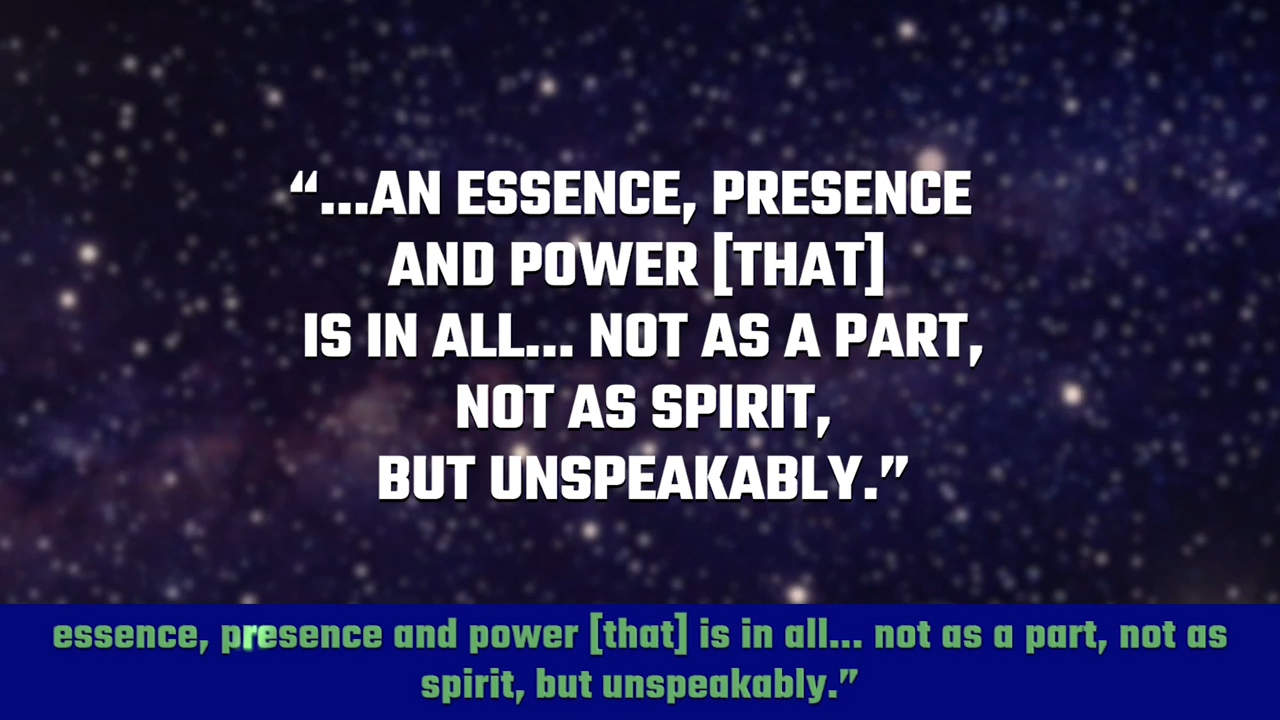 “...AN ESSENCE, PRESENCE
AND POWER [THAT]
IS IN ALL... NOT AS A PART,
NOT AS SPIRIT,
BUT UNSPEAKABLY.”
essence, presence and power [that] is in all... not as a part, not as
spirit, but unspeakably.”